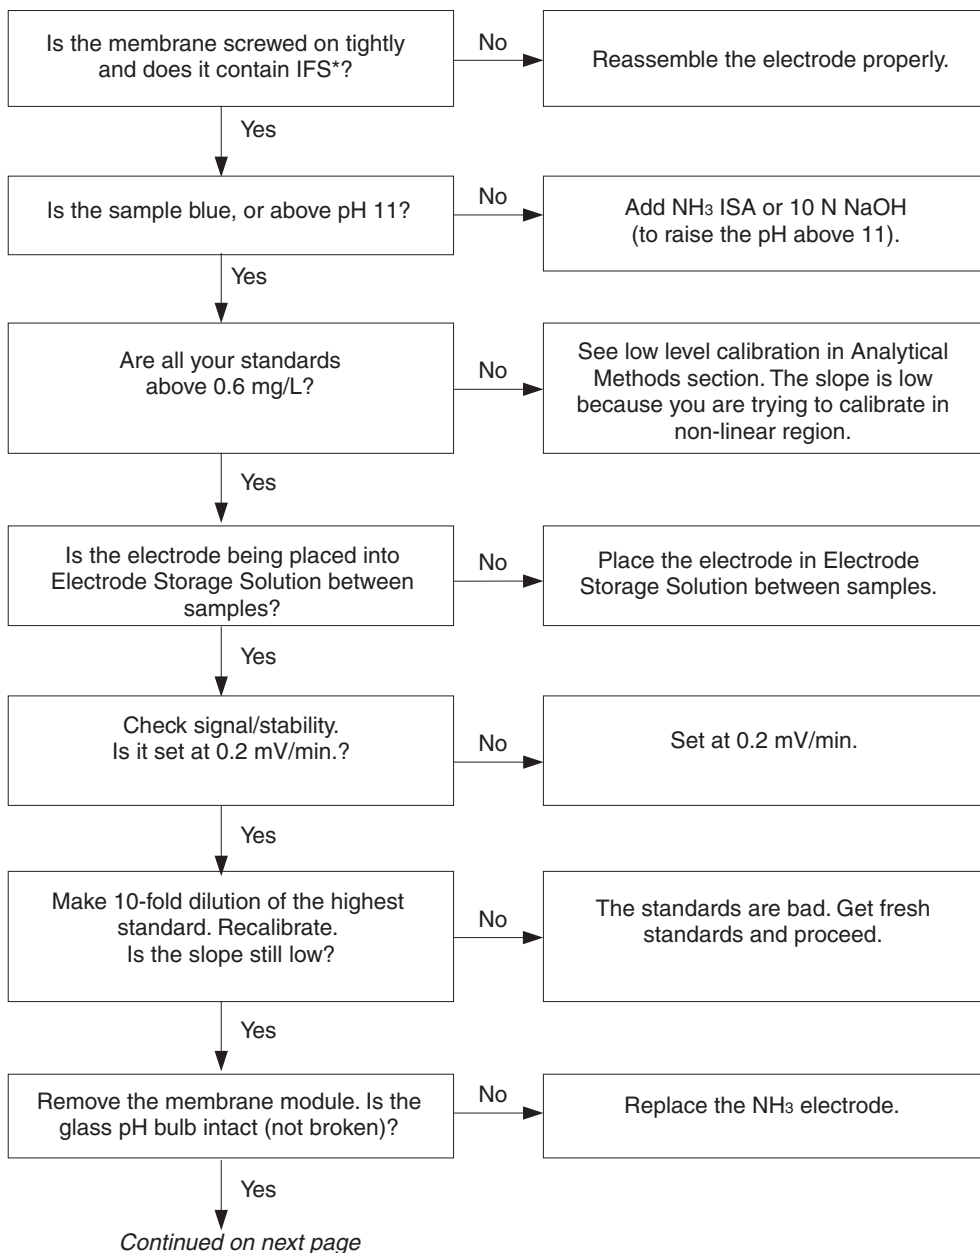 Is the membrane screwed on tightly
and does it contain IFS*?
No
Reassemble the electrode properly.
Yes
Is the sample blue, or above pH 11?
No
Add NH3 ISA or 10 N NaOH
(to raise the pH above 11).
Yes
Are all your standards
above 0.6 mg/L?
No
See low level calibration in Analytical
Methods section. The slope is low
because you are trying to calibrate in
non-linear region.
Yes
Is the electrode being placed into
Electrode Storage Solution between
samples?
No
Place the electrode in Electrode
Storage Solution between samples.
Yes
Check signal/stability.
Is it set at 0.2 mV/min.?
No
Set at 0.2 mV/min.
Yes
Make 10-fold dilution of the highest
standard. Recalibrate.
Is the slope still low?
No
The standards are bad. Get fresh
standards and proceed.
Yes
Remove the membrane module. Is the
glass pH bulb intact (not broken)?
No
Replace the NH3 electrode.
Yes
Continued on next page